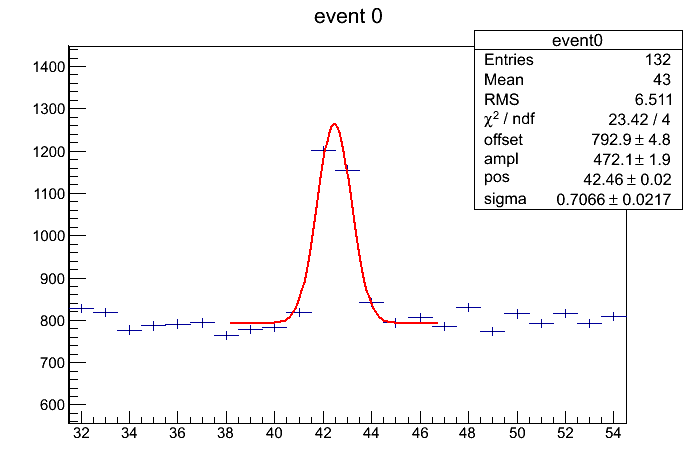 event 0
event0
Entries 132
Mean 43
RMS 6.511
χ² / ndf 23.42 / 4
offset 792.9 ± 4.8
ampl 472.1 ± 1.9
pos 42.46 ± 0.02
sigma 0.7066 ± 0.0217
1400
1300
1200
1100
1000
900
800
700
600
32 34 36 38 40 42 44 46 48 50 52 54